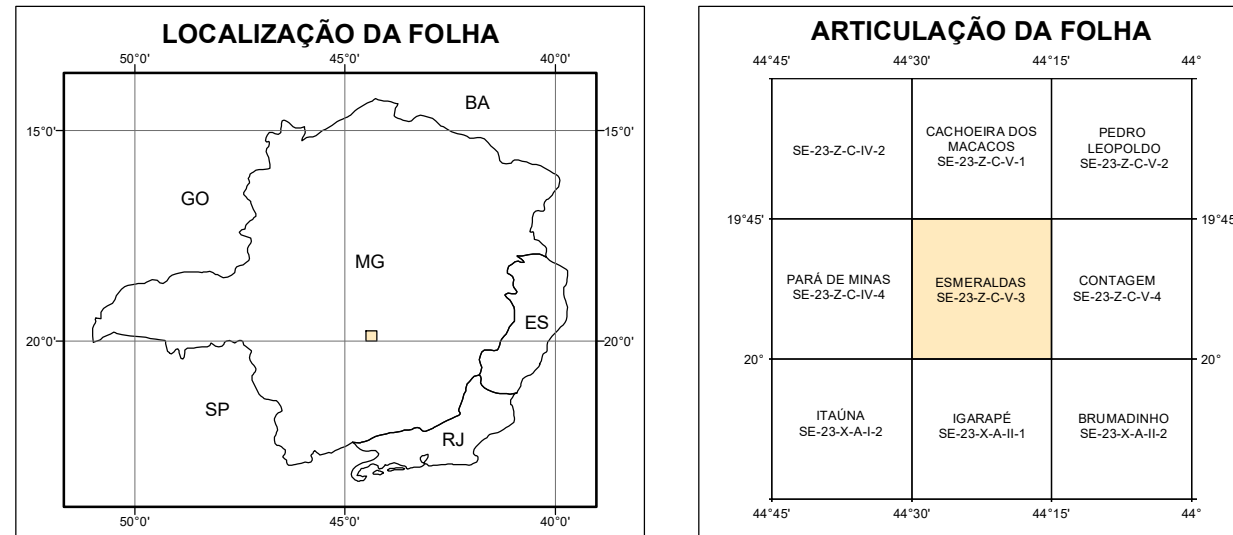 LOCALIZAÇÃO DA FOLHA
50°0' 45°0' 40°0'
15°0' 15°0'
BA
GO
MG
ES
20°0' 20°0'
SP
RJ
50°0' 45°0' 40°0'
ARTICULAÇÃO DA FOLHA
44°45' 44°30' 44°15' 44°
SE-23-Z-C-IV-2
CACHOEIRA DOS
MACACOS
SE-23-Z-C-V-1
PEDRO
LEOPOLDO
SE-23-Z-C-V-2
19°45' 19°45'
PARÁ DE MINAS
SE-23-Z-C-IV-4
ESMERALDAS
SE-23-Z-C-V-3
CONTAGEM
SE-23-Z-C-V-4
20° 20°
ITAÚNA
SE-23-X-A-I-2
IGARAPÉ
SE-23-X-A-II-1
BRUMADINHO
SE-23-X-A-II-2
44°45' 44°30' 44°15' 44°